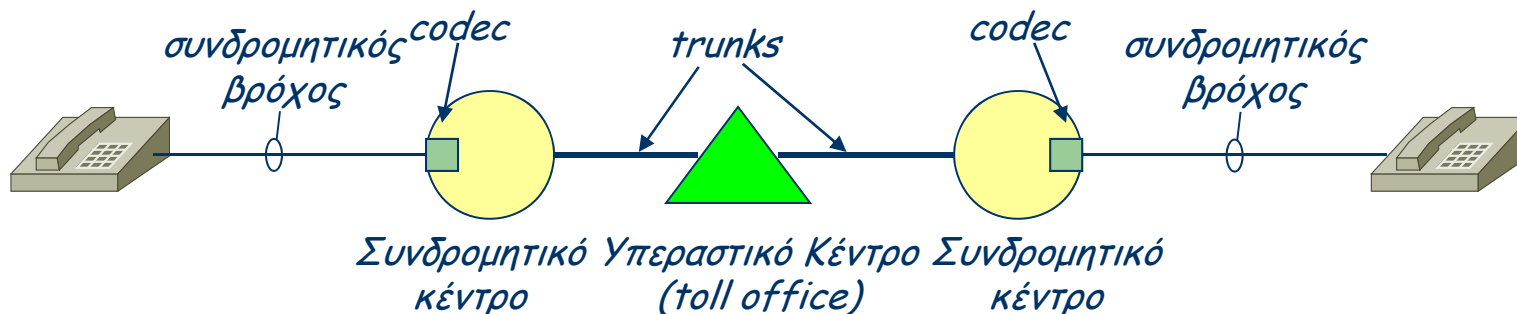 συνδρομητικός
βρόχος
codec
trunks
codec
συνδρομητικός
βρόχος
Συνδρομητικό
κέντρο
Υπεραστικό Κέντρο
(toll office)
Συνδρομητικό
κέντρο